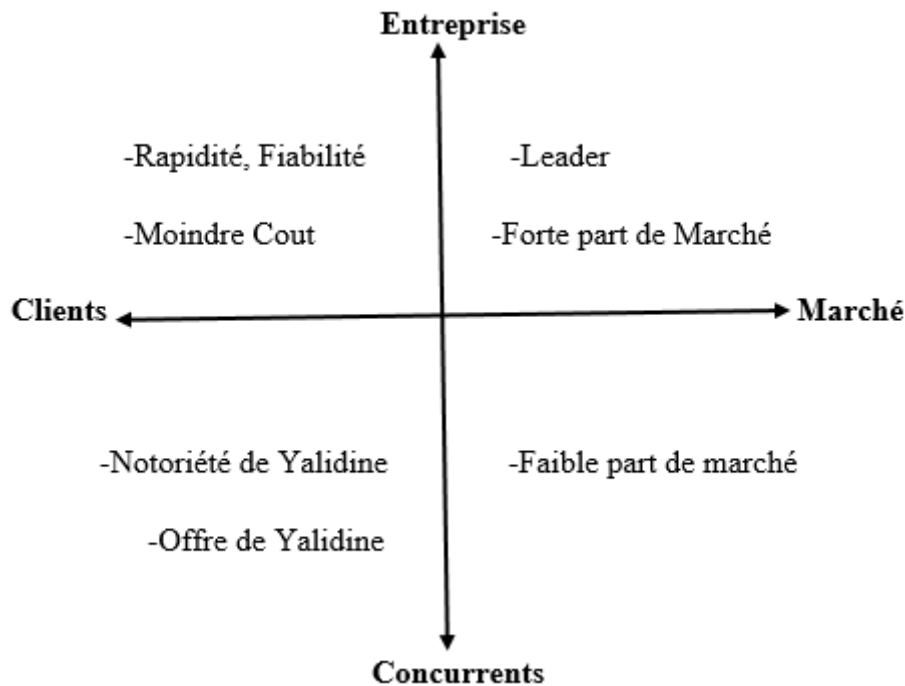 Entreprise
-Rapidité, Fiabilité
-Leader
-Moindre Cout
-Forte part de Marché
Clients
Marché
-Notoriété de Yalidine
-Faible part de marché
-Offre de Yalidine
Concurrents